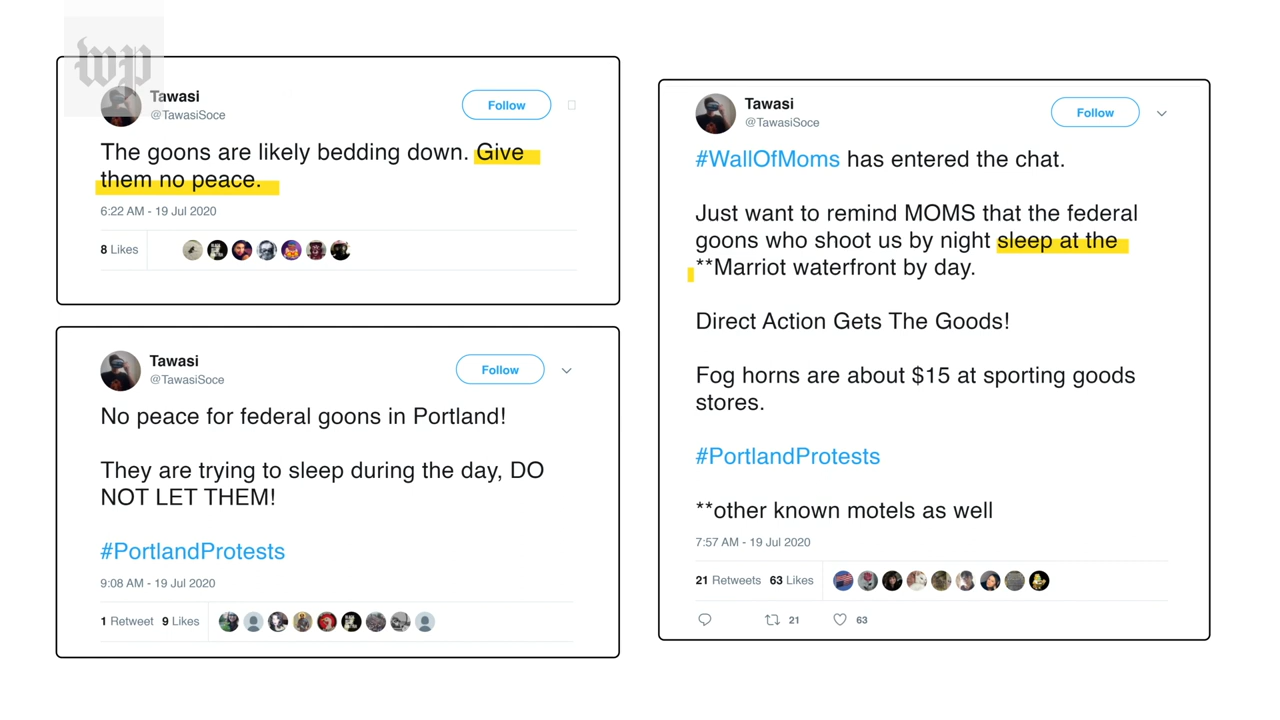 wp
Tawasi
@TawasiSoce
Follow
The goons are likely bedding down. Give
them no peace.
6:22 AM - 19 Jul 2020
8 Likes
Tawasi
@TawasiSoce
Follow
No peace for federal goons in Portland!
They are trying to sleep during the day, DO
NOT LET THEM!
#PortlandProtests
9:08 AM - 19 Jul 2020
1 Retweet 9 Likes
Tawasi
@TawasiSoce
Follow
#WallOfMoms has entered the chat.
Just want to remind MOMS that the federal
goons who shoot us by night sleep at the
**Marriot waterfront by day.
Direct Action Gets The Goods!
Fog horns are about $15 at sporting goods
stores.
#PortlandProtests
**other known motels as well
7:57 AM - 19 Jul 2020
21 Retweets 63 Likes
21 63